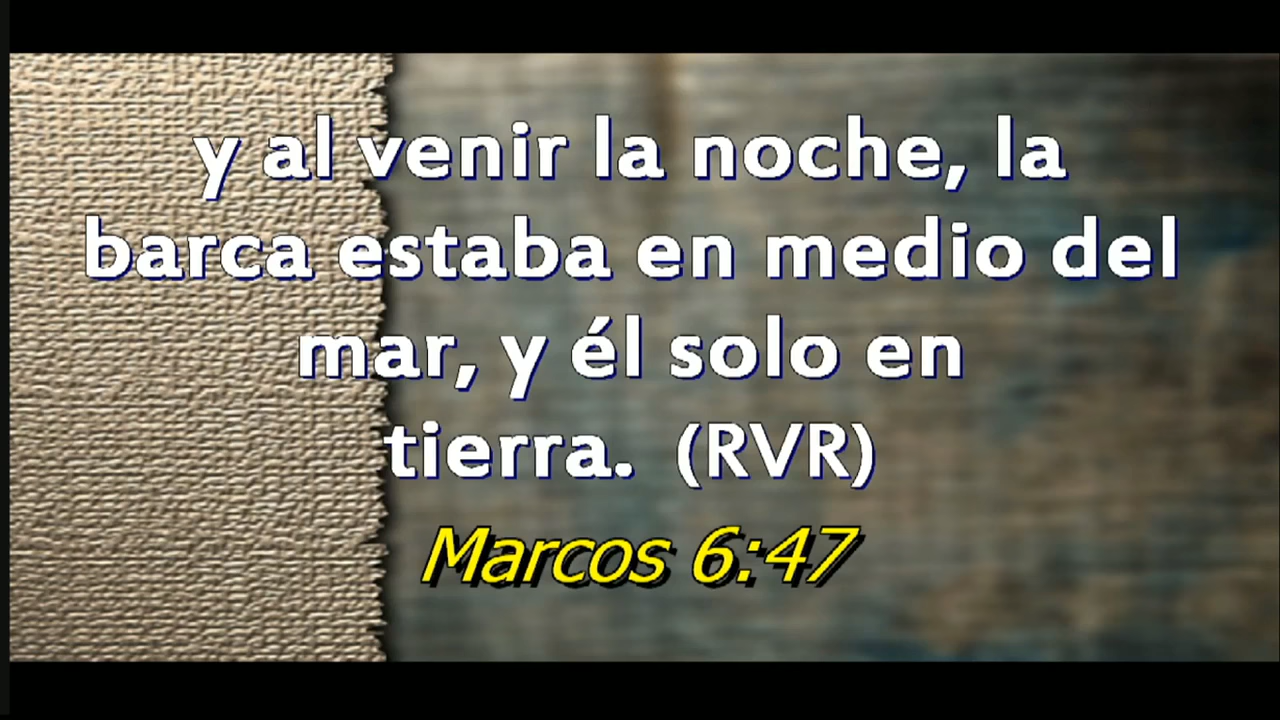 y al venir la noche, la
barca estaba en medio del
mar, y él solo en
tierra. (RVR)
Marcos 6:47